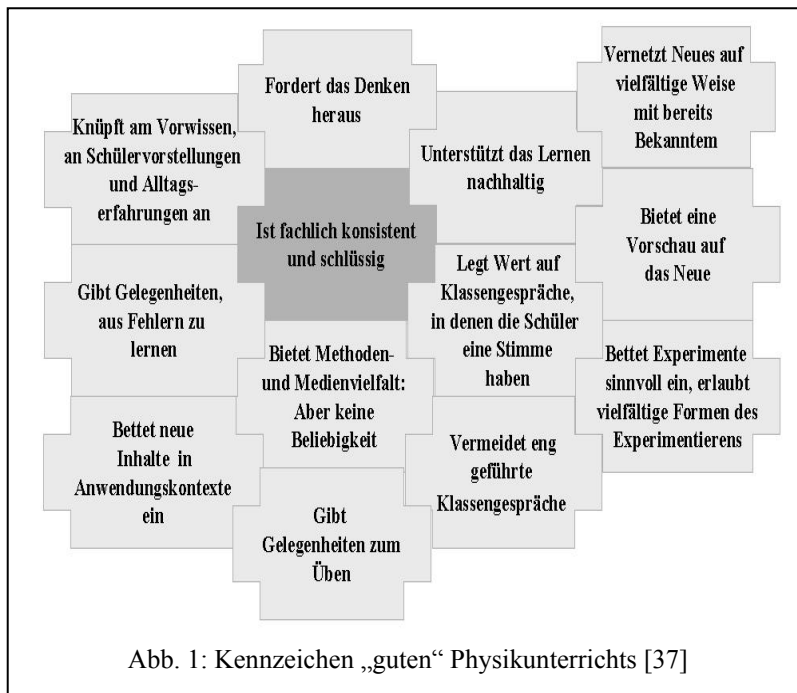 Fordert das Denken
heraus
Vernetzt Neues auf
vielfältige Weise
mit bereits
Bekanntem
Knüpft am Vorwissen,
an Schülervorstellungen
und Alltags-
erfahrungen an
Unterstützt das Lernen
nachhaltig
Ist fachlich konsistent
und schlüssig
Bietet eine
Vorschau auf
das Neue
Gibt Gelegenheiten,
aus Fehlern zu
lernen
Legt Wert auf
Klassengespräche,
in denen die Schüler
eine Stimme
haben
Bietet Methoden-
und Medienvielfalt:
Aber keine
Beliebigkeit
Bettet Experimente
sinnvoll ein, erlaubt
vielfältige Formen des
Experimentierens
Bettet neue
Inhalte in
Anwendungskontexte
ein
Vermeidet eng
geführte
Klassengespräche
Gibt
Gelegenheiten zum
Üben
Abb. 1: Kennzeichen „guten“ Physikunterrichts [37]